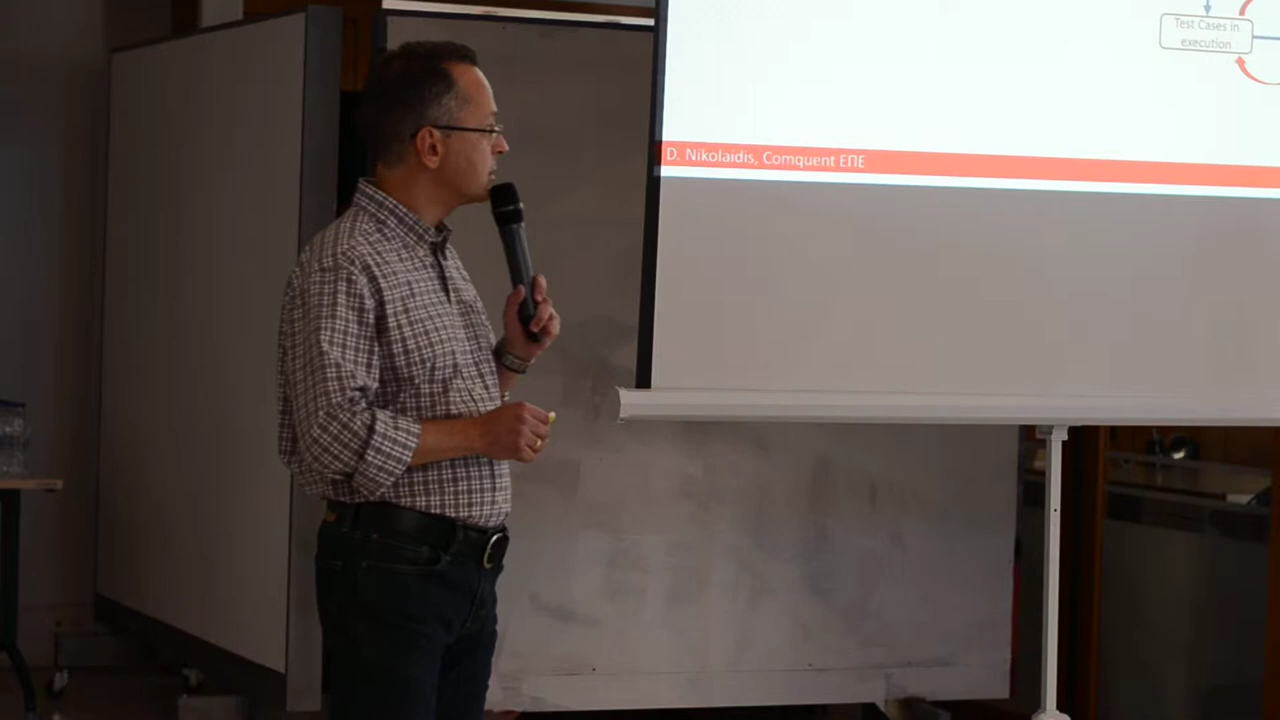 Test Cases in
execution
D. Nikolaidis, Comquent ΕΠΕ